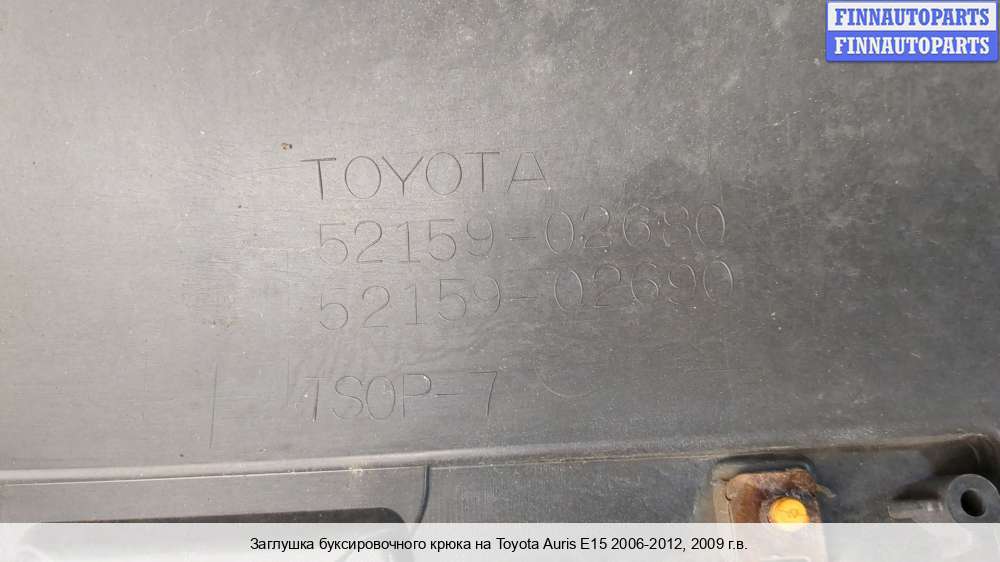 FINNAUTOPARTS
FINNAUTOPARTS
TOYOTA
52159-02680
52159-02690
TSOP-7
Заглушка буксировочного крюка на Toyota Auris E15 2006-2012, 2009 г.в.